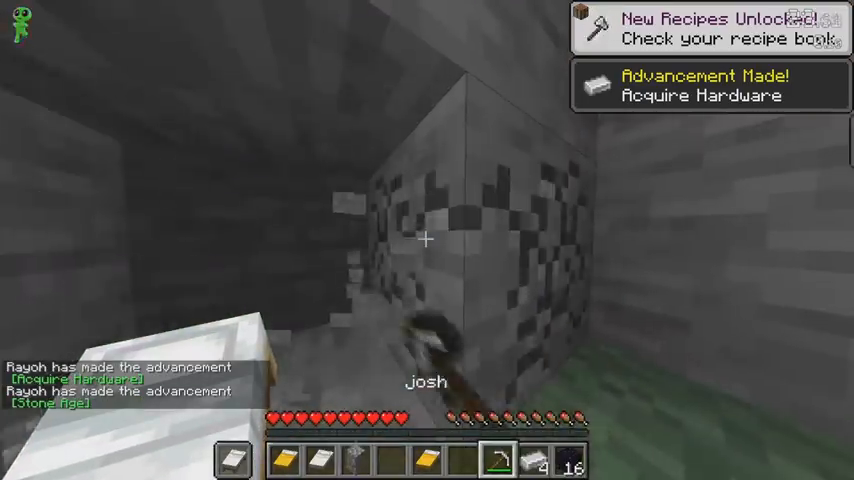 New Recipes Unlocked!
Check your recipe book
Advancement Made!
Acquire Hardware
Rayoh has made the advancement
[Acquire Hardware]
Rayoh has made the advancement
[Stone Age]
josh
4
16